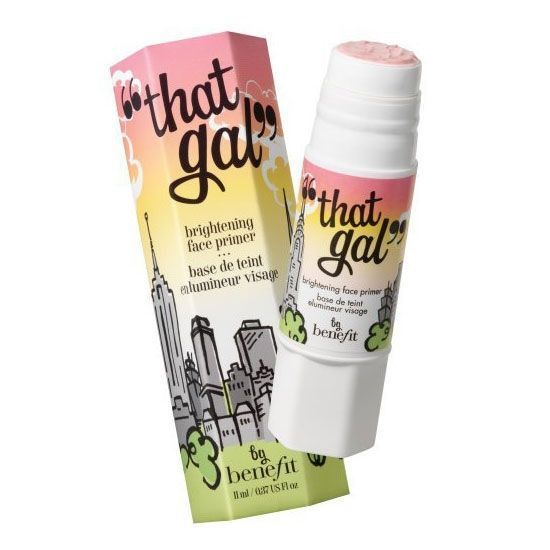 “that
gal”
brightening
face primer
...
base de teint
enlumineur visage
by
benefit
11 ml / 0.37 US Fl oz
“that
gal”
brightening face primer
base de teint
elumineur visage
by
benefit